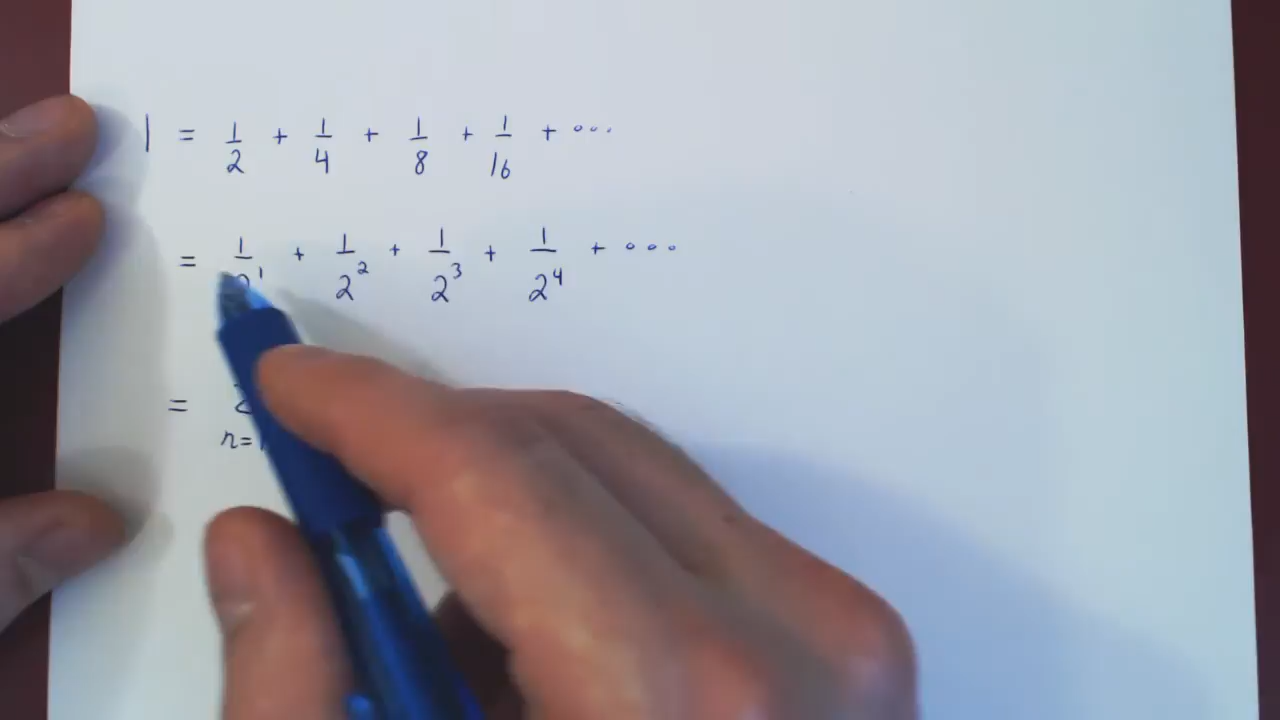 1 = 1/2 + 1/4 + 1/8 + 1/16 + ...
= 1/2^1 + 1/2^2 + 1/2^3 + 1/2^4 + ...
=
n=1